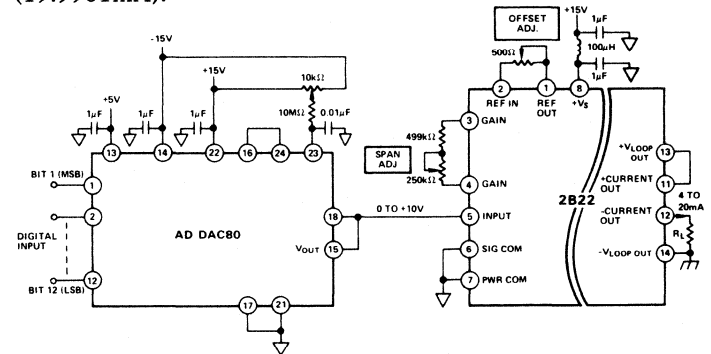 (19.9961mA).
OFFSET
ADJ.
+15V
1μF
100μH
1μF
500Ω
-15V
+15V
10kΩ
+5V
1μF
1μF
1μF
10MΩ
0.01μF
2
1
8
REF IN
REF
OUT
+VS
13
14
22
16
24
23
3
GAIN
499kΩ
SPAN
ADJ
250kΩ
4
GAIN
+VLOOP
OUT
13
+CURRENT
OUT
11
4 TO
20mA
2B22
-CURRENT
OUT
12
RL
-VLOOP OUT
14
BIT 1 (MSB)
1
2
DIGITAL
INPUT
BIT 12 (LSB)
12
AD DAC80
18
VOUT
15
0 TO +10V
5
INPUT
6
SIG COM
7
PWR COM
17
21